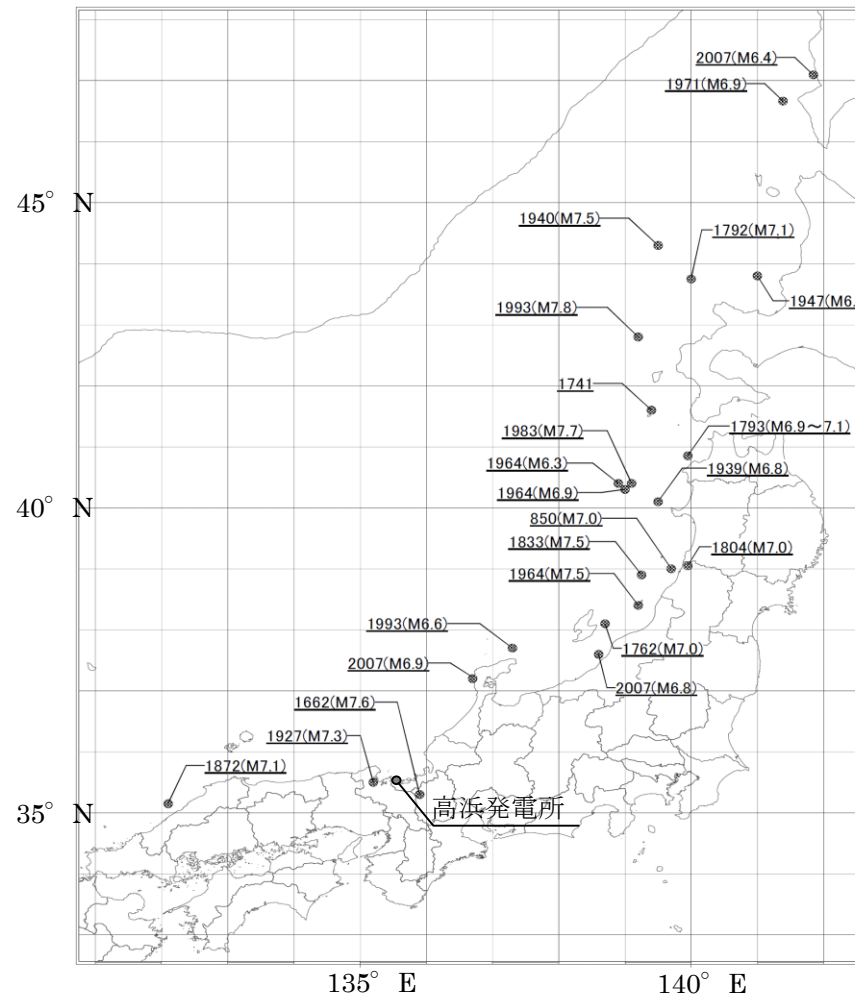 2007(M6.4)
1971(M6.9)
45° N
1940(M7.5)
1792(M7.1)
1947(M6.
1993(M7.8)
1741
1983(M7.7)
1793(M6.9〜7.1)
1964(M6.3)
1939(M6.8)
1964(M6.9)
40° N
850(M7.0)
1833(M7.5)
1804(M7.0)
1964(M7.5)
1993(M6.6)
1762(M7.0)
2007(M6.9)
2007(M6.8)
1662(M7.6)
1927(M7.3)
1872(M7.1)
35° N
高浜発電所
135° E
140° E